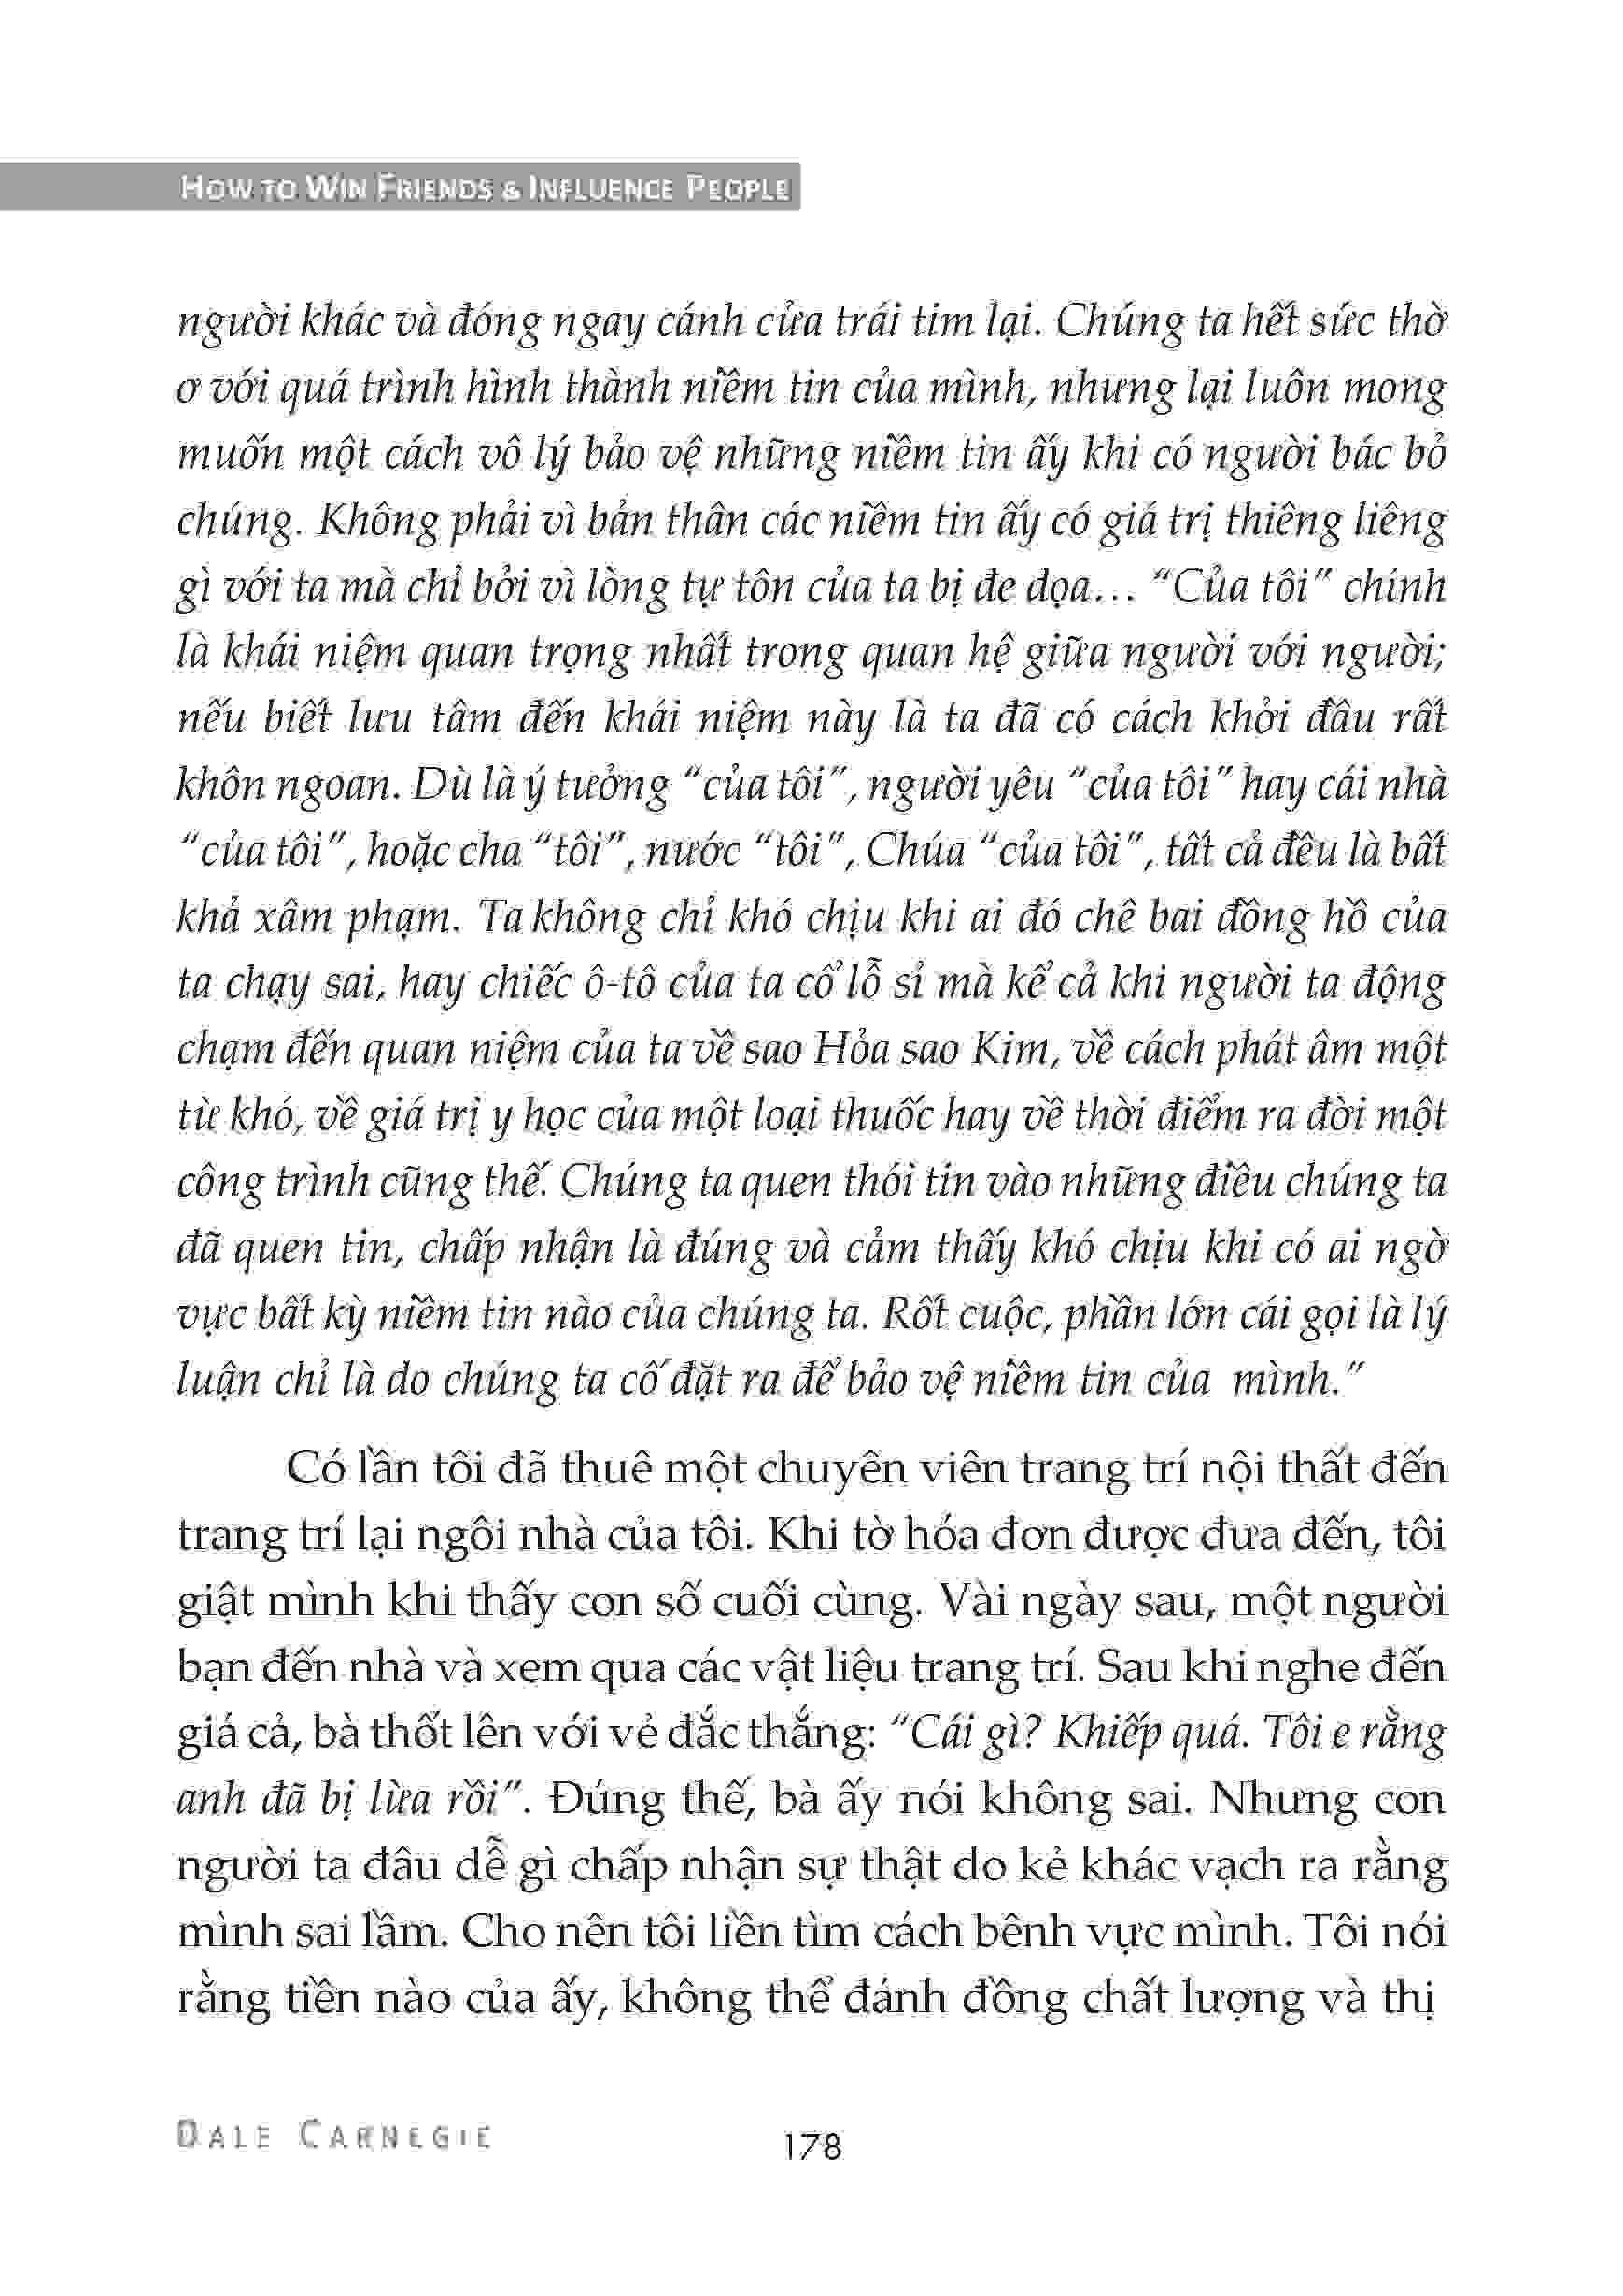 HOW TO WIN FRIENDS & INFLUENCE PEOPLE
người khác và đóng ngay cánh cửa trái tim lại. Chúng ta hết sức thờ
ơ với quá trình hình thành niềm tin của mình, nhưng lại luôn mong
muốn một cách vô lý bảo vệ những niềm tin ấy khi có người bác bỏ
chúng. Không phải vì bản thân các niềm tin ấy có giá trị thiêng liêng
gì với ta mà chỉ bởi vì lòng tự tôn của ta bị đe dọa… “Của tôi” chính
là khái niệm quan trọng nhất trong quan hệ giữa người với người;
nếu biết lưu tâm đến khái niệm này là ta đã có cách khởi đầu rất
khôn ngoan. Dù là ý tưởng “của tôi”, người yêu “của tôi” hay cái nhà
“của tôi”, hoặc cha “tôi”, nước “tôi”, Chúa “của tôi”, tất cả đều là bất
khả xâm phạm. Ta không chỉ khó chịu khi ai đó chê bai đồng hồ của
ta chạy sai, hay chiếc ô-tô của ta cổ lỗ sỉ mà kể cả khi người ta động
chạm đến quan niệm của ta về sao Hỏa sao Kim, về cách phát âm một
từ khó, về giá trị y học của một loại thuốc hay về thời điểm ra đời một
công trình cũng thế. Chúng ta quen thói tin vào những điều chúng ta
đã quen tin, chấp nhận là đúng và cảm thấy khó chịu khi có ai ngờ
vực bất kỳ niềm tin nào của chúng ta. Rốt cuộc, phần lớn cái gọi là lý
luận chỉ là do chúng ta cố đặt ra để bảo vệ niềm tin của mình.”
Có lần tôi đã thuê một chuyên viên trang trí nội thất đến
trang trí lại ngôi nhà của tôi. Khi tờ hóa đơn được đưa đến, tôi
giật mình khi thấy con số cuối cùng. Vài ngày sau, một người
bạn đến nhà và xem qua các vật liệu trang trí. Sau khi nghe đến
giá cả, bà thốt lên với vẻ đắc thắng: “Cái gì? Khiếp quá. Tôi e rằng
anh đã bị lừa rồi”. Đúng thế, bà ấy nói không sai. Nhưng con
người ta đâu dễ gì chấp nhận sự thật do kẻ khác vạch ra rằng
mình sai lầm. Cho nên tôi liền tìm cách bênh vực mình. Tôi nói
rằng tiền nào của ấy, không thể đánh đồng chất lượng và thị
DALE CARNEGIE
178